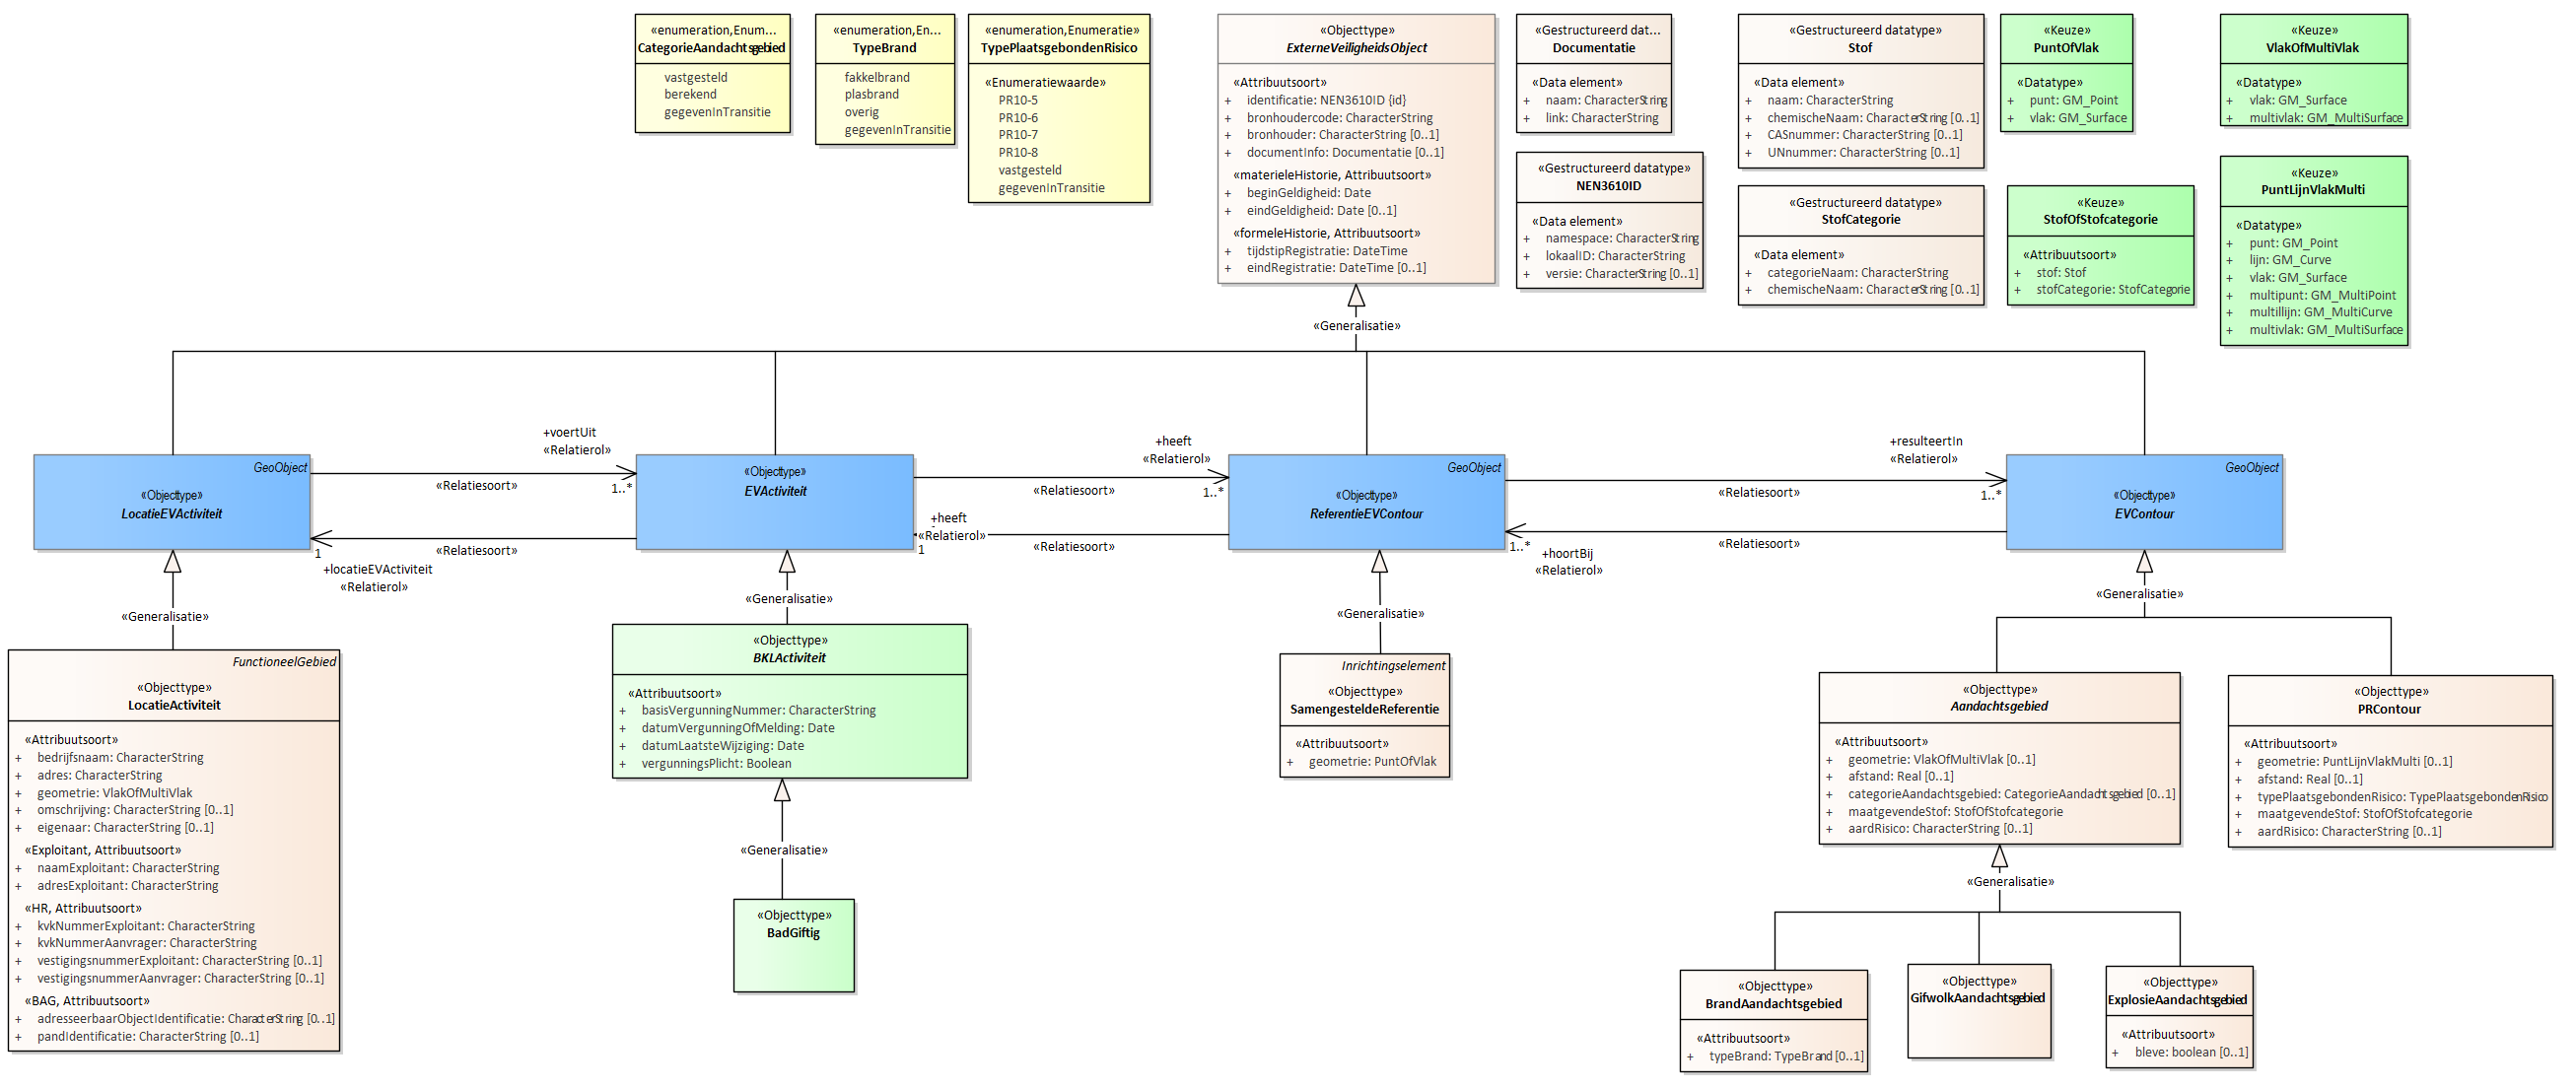 «enumeration,Enum...
CategorieAandachtsgebied
vastgesteld
berekend
gegevenInTransitie
«enumeration,En...
TypeBrand
fakkelbrand
plasbrand
overig
gegevenInTransitie
«enumeration,Enumeratie»
TypePlaatsgebondenRisico
«Enumeratiewaarde»
PR10-5
PR10-6
PR10-7
PR10-8
vastgesteld
gegevenInTransitie
«Objecttype»
ExterneVeiligheidsObject
«Attribuutsoort»
+ identificatie: NEN3610ID {id}
+ bronhoudercode: CharacterString
+ bronhouder: CharacterString [0..1]
+ documentInfo: Documentatie [0..1]
«materieleHistorie, Attribuutsoort»
+ beginGeldigheid: Date
+ eindGeldigheid: Date [0..1]
«formeleHistorie, Attribuutsoort»
+ tijdstipRegistratie: DateTime
+ eindRegistratie: DateTime [0..1]
«Gestructureerd dat...
Documentatie
«Data element»
+ naam: CharacterString
+ link: CharacterString
«Gestructureerd datatype»
NEN3610ID
«Data element»
+ namespace: CharacterString
+ lokaalID: CharacterString
+ versie: CharacterString [0..1]
«Gestructureerd datatype»
Stof
«Data element»
+ naam: CharacterString
+ chemischeNaam: CharacterString [0..1]
+ CASnummer: CharacterString [0..1]
+ UNnummer: CharacterString [0..1]
«Gestructureerd datatype»
StofCategorie
«Data element»
+ categorieNaam: CharacterString
+ chemischeNaam: CharacterString [0..1]
«Keuze»
PuntOfVlak
«Datatype»
+ punt: GM_Point
+ vlak: GM_Surface
«Keuze»
StofOfStofcategorie
«Attribuutsoort»
+ stof: Stof
+ stofCategorie: StofCategorie
«Keuze»
VlakOfMultiVlak
«Datatype»
+ vlak: GM_Surface
+ multivlak: GM_MultiSurface
«Keuze»
PuntLijnVlakMulti
«Datatype»
+ punt: GM_Point
+ lijn: GM_Curve
+ vlak: GM_Surface
+ multipunt: GM_MultiPoint
+ multillijn: GM_MultiCurve
+ multivlak: GM_MultiSurface
«Generalisatie»
GeoObject
«Objecttype»
LocatieEVActiviteit
+voertUit
«Relatierol»
1..*
«Relatiesoort»
«Relatiesoort»
1
+locatieEVActiviteit
«Relatierol»
«Objecttype»
EVActiviteit
+heeft
«Relatierol»
1..*
«Relatiesoort»
+heeft
«Relatierol»
1
«Relatiesoort»
GeoObject
«Objecttype»
ReferentieEVContour
+resulteertIn
«Relatierol»
1..*
«Relatiesoort»
«Relatiesoort»
1..*
+hoortBij
«Relatierol»
GeoObject
«Objecttype»
EVContour
«Generalisatie»
FunctioneelGebied
«Objecttype»
LocatieActiviteit
«Attribuutsoort»
+ bedrijfsnaam: CharacterString
+ adres: CharacterString
+ geometrie: VlakOfMultiVlak
+ omschrijving: CharacterString [0..1]
+ eigenaar: CharacterString [0..1]
«Exploitant, Attribuutsoort»
+ naamExploitant: CharacterString
+ adresExploitant: CharacterString
«HR, Attribuutsoort»
+ kvkNummerExploitant: CharacterString
+ kvkNummerAanvrager: CharacterString
+ vestigingsnummerExploitant: CharacterString [0..1]
+ vestigingsnummerAanvrager: CharacterString [0..1]
«BAG, Attribuutsoort»
+ adresseerbaarObjectIdentificatie: CharacterString [0..1]
+ pandIdentificatie: CharacterString [0..1]
«Generalisatie»
«Objecttype»
BKLActiviteit
«Attribuutsoort»
+ basisVergunningNummer: CharacterString
+ datumVergunningOfMelding: Date
+ datumLaatsteWijziging: Date
+ vergunningsPlicht: Boolean
«Generalisatie»
«Objecttype»
BadGiftig
«Generalisatie»
Inrichtingselement
«Objecttype»
SamengesteldeReferentie
«Attribuutsoort»
+ geometrie: PuntOfVlak
«Generalisatie»
«Objecttype»
Aandachtsgebied
«Attribuutsoort»
+ geometrie: VlakOfMultiVlak [0..1]
+ afstand: Real [0..1]
+ categorieAandachtsgebied: CategorieAandachtsgebied [0..1]
+ maatgevendeStof: StofOfStofcategorie
+ aardRisico: CharacterString [0..1]
«Objecttype»
PRContour
«Attribuutsoort»
+ geometrie: PuntLijnVlakMulti [0..1]
+ afstand: Real [0..1]
+ typePlaatsgebondenRisico: TypePlaatsgebondenRisico
+ maatgevendeStof: StofOfStofcategorie
+ aardRisico: CharacterString [0..1]
«Generalisatie»
«Objecttype»
BrandAandachtsgebied
«Attribuutsoort»
+ typeBrand: TypeBrand [0..1]
«Objecttype»
GifwolkAandachtsgebied
«Objecttype»
ExplosieAandachtsgebied
«Attribuutsoort»
+ bleve: boolean [0..1]